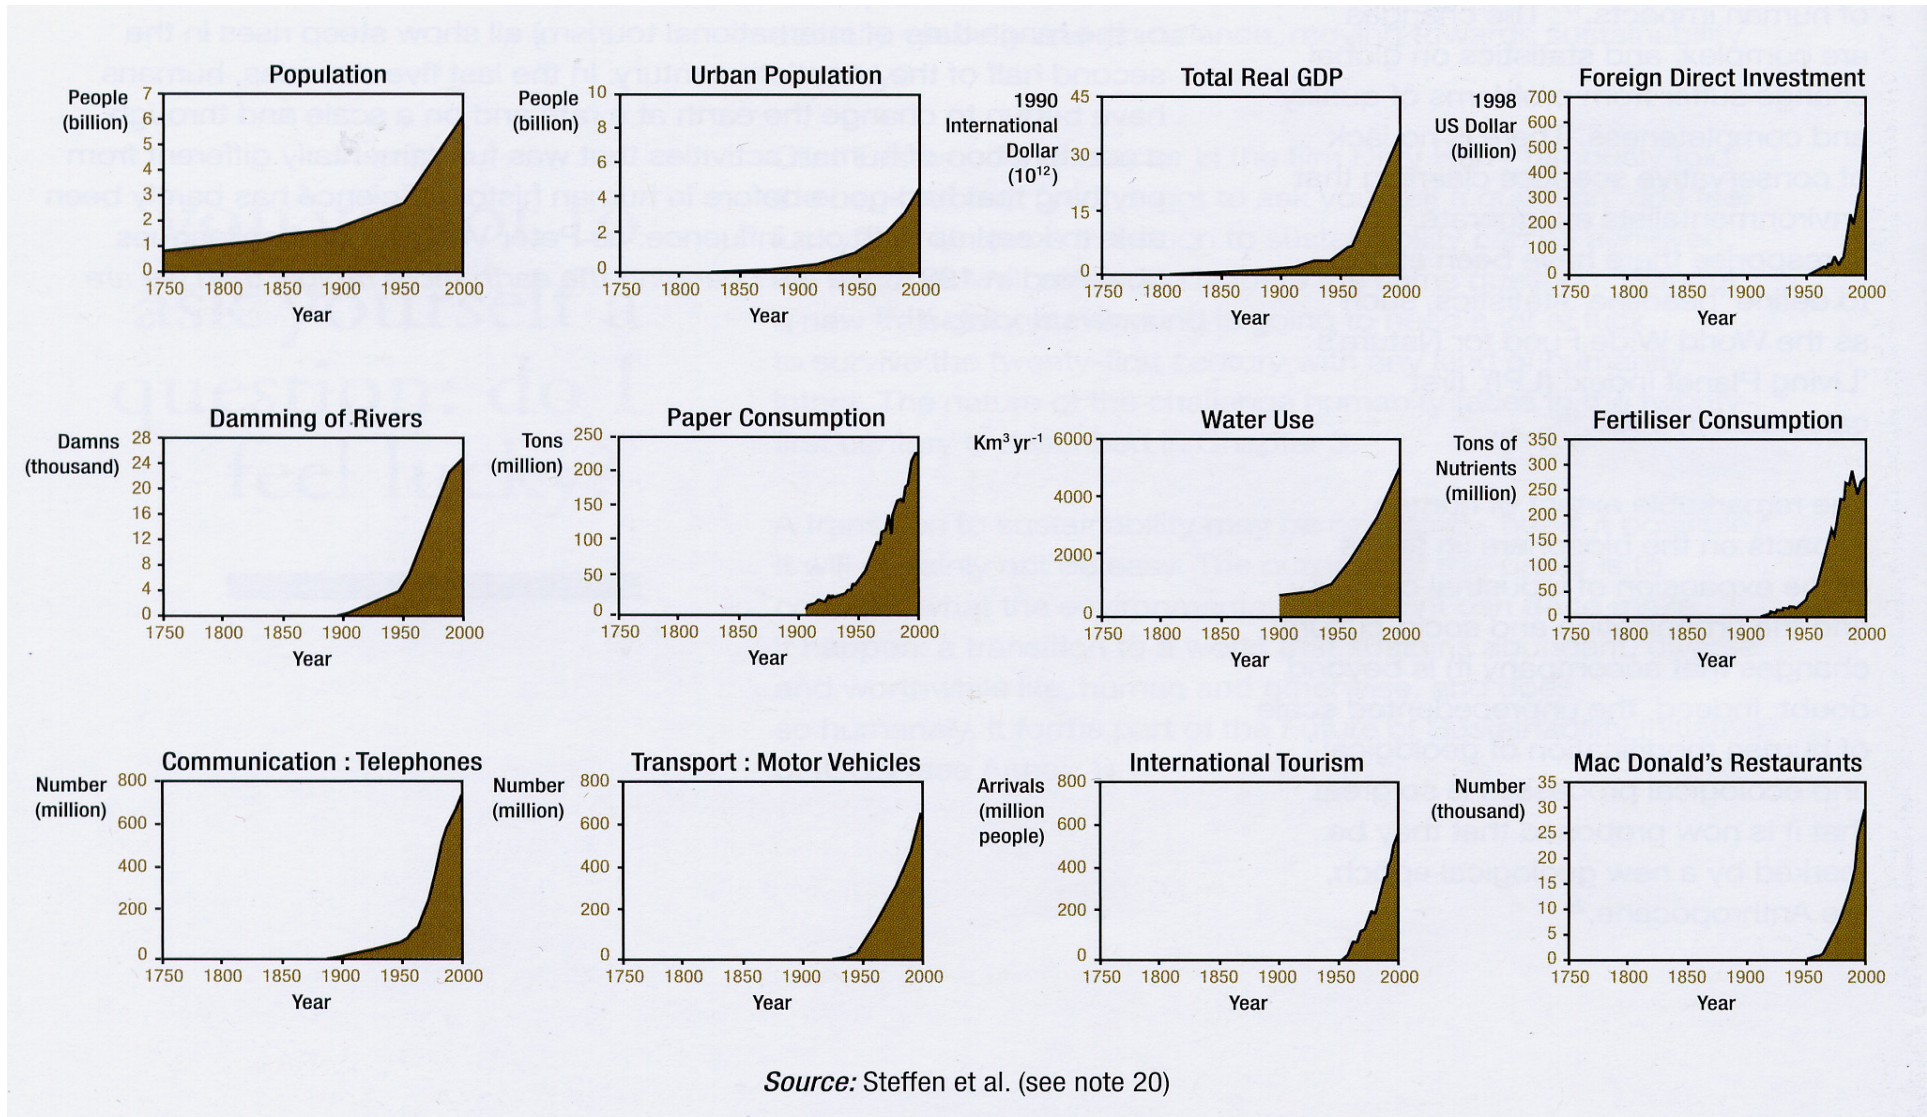 Population
People
(billion)
7
6
5
4
3
2
1
0
1750 1800 1850 1900 1950 2000
Year
Urban Population
People
(billion)
10
8
6
4
2
0
1750 1800 1850 1900 1950 2000
Year
Total Real GDP
1990
International
Dollar
(10¹²)
45
30
15
0
1750 1800 1850 1900 1950 2000
Year
Foreign Direct Investment
1998
US Dollar
(billion)
700
600
500
400
300
200
100
0
1750 1800 1850 1900 1950 2000
Year
Damming of Rivers
Damns
(thousand)
28
24
20
16
12
8
4
0
1750 1800 1850 1900 1950 2000
Year
Paper Consumption
Tons
(million)
250
200
150
100
50
0
1750 1800 1850 1900 1950 2000
Year
Water Use
Km³ yr⁻¹
6000
4000
2000
0
1750 1800 1850 1900 1950 2000
Year
Fertiliser Consumption
Tons of
Nutrients
(million)
350
300
250
200
150
100
50
0
1750 1800 1850 1900 1950 2000
Year
Communication : Telephones
Number
(million)
800
600
400
200
0
1750 1800 1850 1900 1950 2000
Year
Transport : Motor Vehicles
Number
(million)
800
600
400
200
0
1750 1800 1850 1900 1950 2000
Year
International Tourism
Arrivals
(million
people)
800
600
400
200
0
1750 1800 1850 1900 1950 2000
Year
Mac Donald's Restaurants
Number
(thousand)
35
30
25
20
15
10
5
0
1750 1800 1850 1900 1950 2000
Year
Source: Steffen et al. (see note 20)